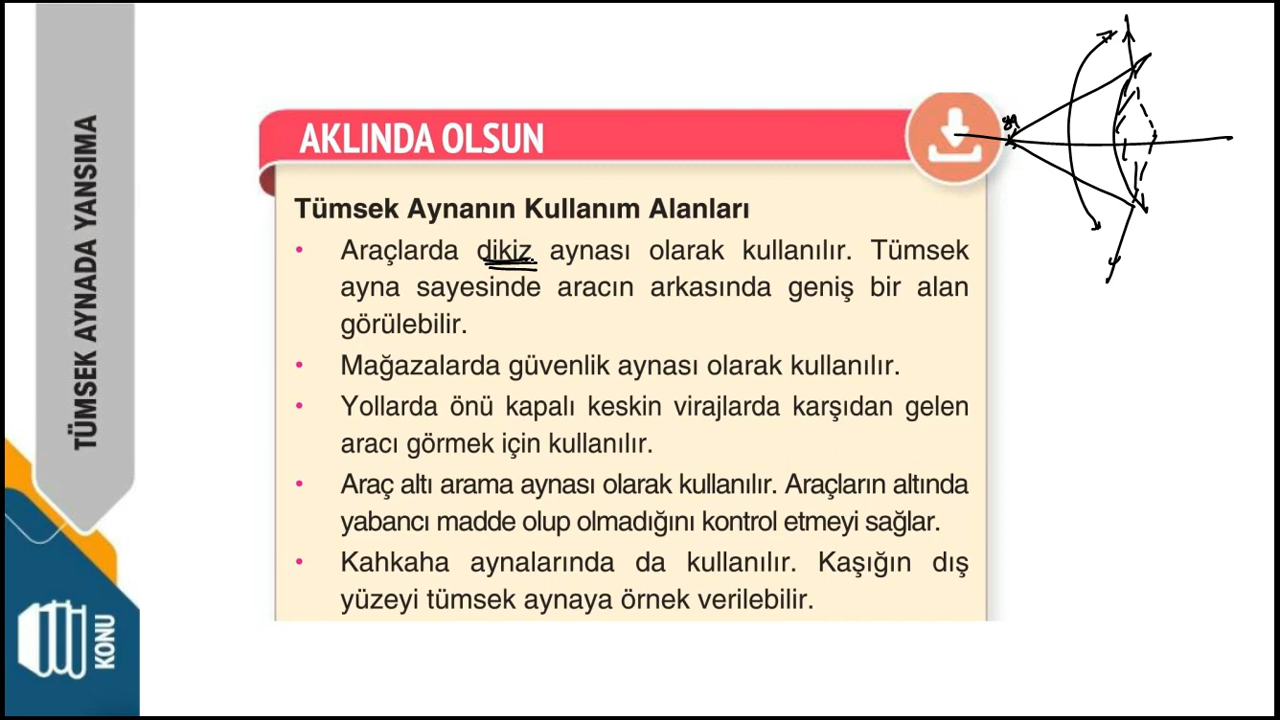 TÜMSEK AYNADA YANSIMA
AKLINDA OLSUN
Tümsek Aynanın Kullanım Alanları
• Araçlarda dikiz aynası olarak kullanılır. Tümsek
ayna sayesinde aracın arkasında geniş bir alan
görülebilir.
• Mağazalarda güvenlik aynası olarak kullanılır.
• Yollarda önü kapalı keskin virajlarda karşıdan gelen
aracı görmek için kullanılır.
• Araç altı arama aynası olarak kullanılır. Araçların altında
yabancı madde olup olmadığını kontrol etmeyi sağlar.
• Kahkaha aynalarında da kullanılır. Kaşığın dış
yüzeyi tümsek aynaya örnek verilebilir.
KONU